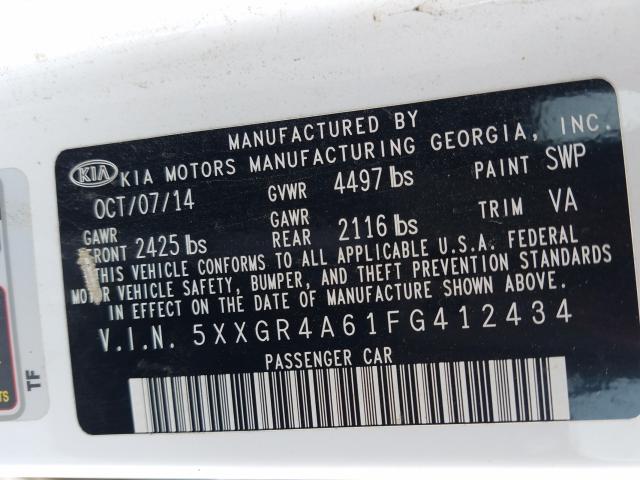 MANUFACTURED BY
KIA KIA MOTORS MANUFACTURING GEORGIA, INC.
OCT/07/14 GVWR 4497 lbs PAINT SWP
GAWR FRONT 2425 lbs GAWR REAR 2116 lbs TRIM VA
THIS VEHICLE CONFORMS TO ALL APPLICABLE U.S.A. FEDERAL
MOTOR VEHICLE SAFETY, BUMPER, AND THEFT PREVENTION STANDARDS
IN EFFECT ON THE DATE OF MANUFACTURE SHOWN ABOVE.
V.I.N. 5XXGR4A61FG412434
PASSENGER CAR
TF